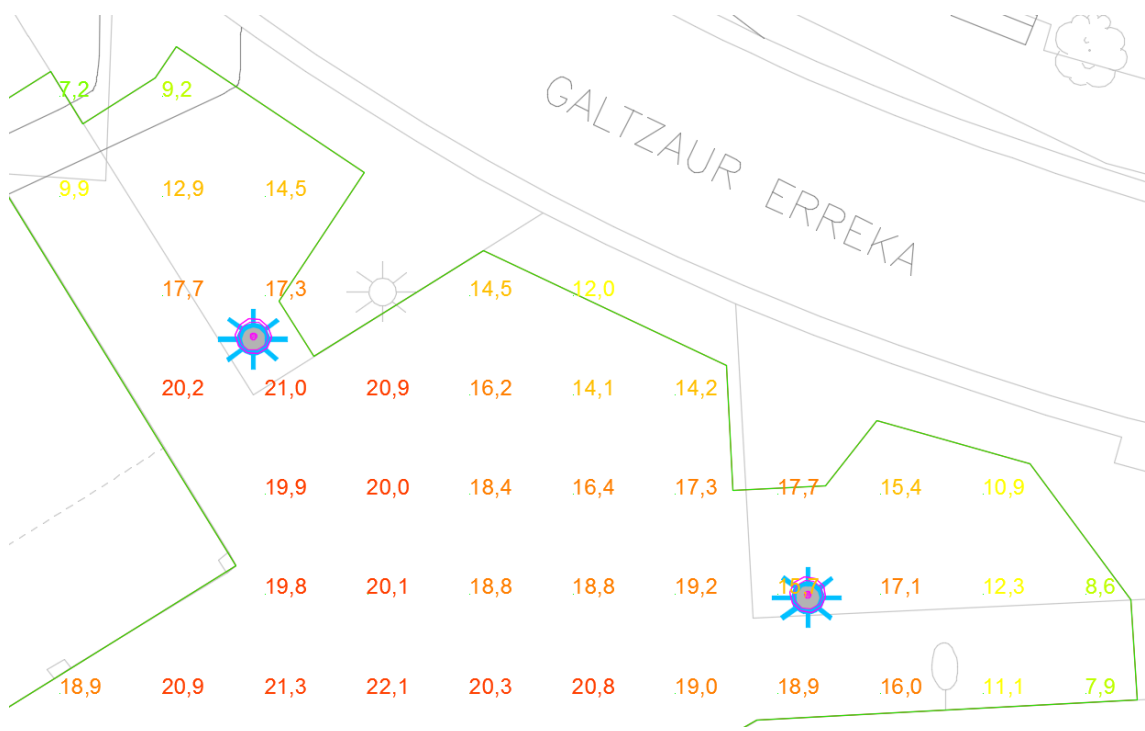 7,2 9,2
GALTZAUR ERREKA
9,9 12,9 14,5
17,7 17,3 14,5 12,0
20,2 21,0 20,9 16,2 14,1 14,2
19,9 20,0 18,4 16,4 17,3 17,7 15,4 10,9
19,8 20,1 18,8 18,8 19,2 17,1 12,3 8,6
18,9 20,9 21,3 22,1 20,3 20,8 19,0 18,9 16,0 11,1 7,9